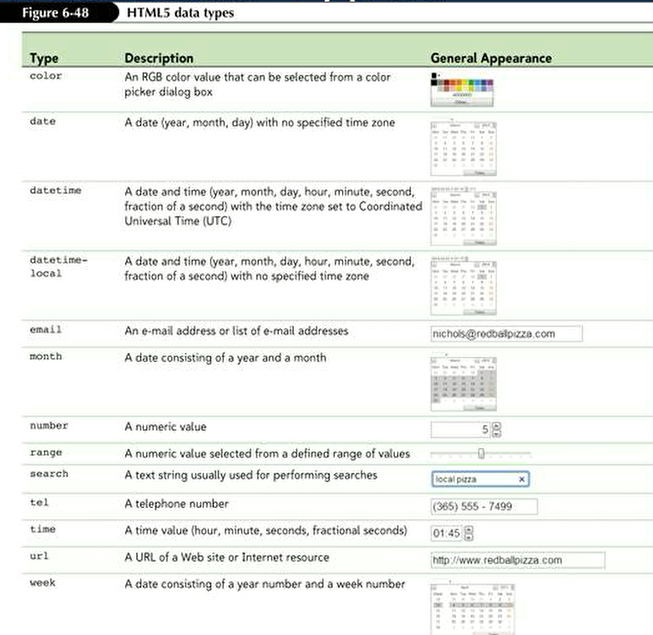 Figure 6-48 HTML5 data types
Type Description General Appearance
color An RGB color value that can be selected from a color
picker dialog box
date A date (year, month, day) with no specified time zone
datetime A date and time (year, month, day, hour, minute, second,
fraction of a second) with the time zone set to Coordinated
Universal Time (UTC)
datetime-
local A date and time (year, month, day, hour, minute, second,
fraction of a second) with no specified time zone
email An e-mail address or list of e-mail addresses nichols@redballpizza.com
month A date consisting of a year and a month
number A numeric value 5
range A numeric value selected from a defined range of values
search A text string usually used for performing searches local pizza x
tel A telephone number (365) 555 - 7499
time A time value (hour, minute, seconds, fractional seconds) 01:45
url A URL of a Web site or Internet resource http://www.redballpizza.com
week A date consisting of a year number and a week number